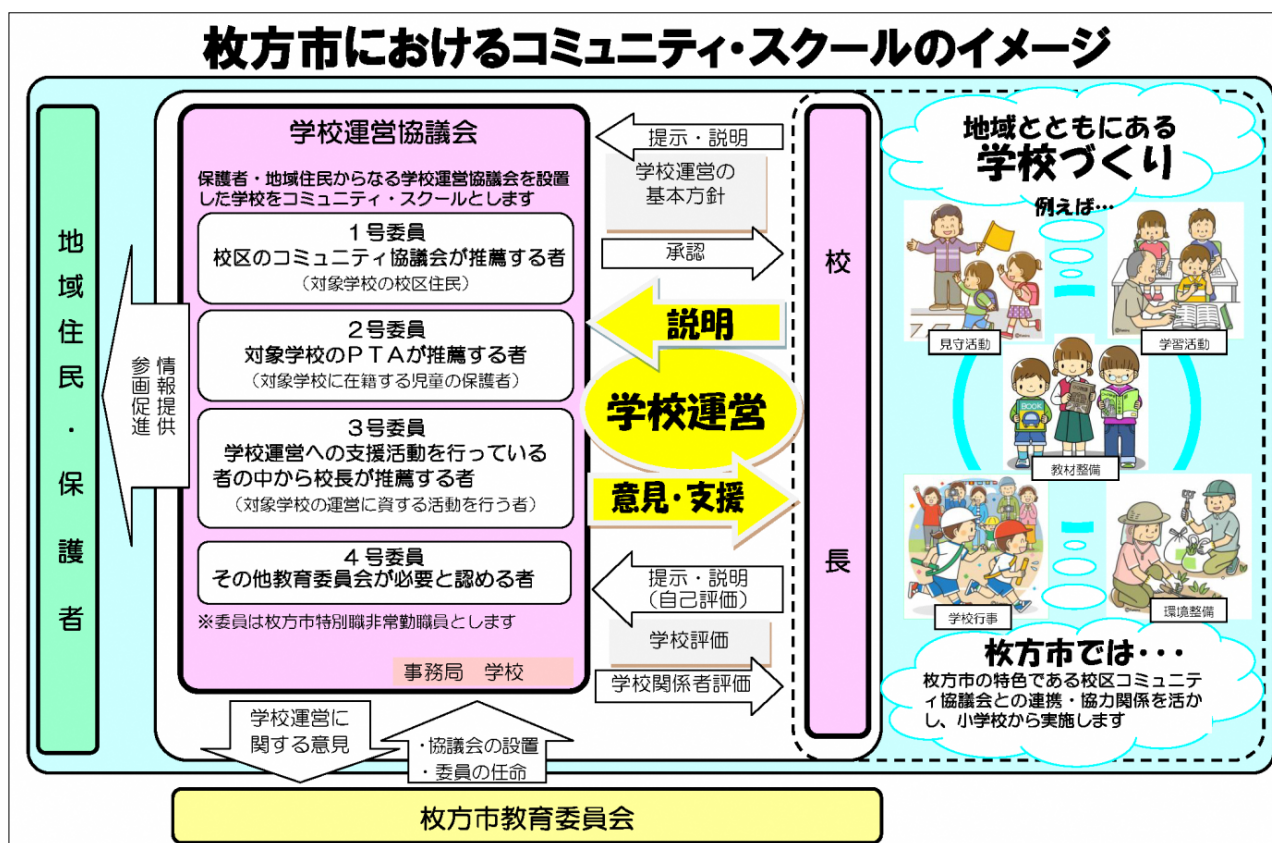 枚方市におけるコミュニティ・スクールのイメージ
地域住民・保護者
情報提供
参画促進
学校運営協議会
保護者・地域住民からなる学校運営協議会を設置
した学校をコミュニティ・スクールとします
1号委員
校区のコミュニティ協議会が推薦する者
（対象学校の校区住民）
2号委員
対象学校のPTAが推薦する者
（対象学校に在籍する児童の保護者）
3号委員
学校運営への支援活動を行っている
者の中から校長が推薦する者
（対象学校の運営に資する活動を行う者）
4号委員
その他教育委員会が必要と認める者
※委員は枚方市特別職非常勤職員とします
事務局　学校
提示・説明
学校運営の
基本方針
承認
説明
学校運営
意見・支援
提示・説明
（自己評価）
学校評価
学校関係者評価
校長
地域とともにある
学校づくり
例えば…
見守活動
学習活動
BOOK
教材整備
学校行事
環境整備
枚方市では・・・
枚方市の特色である校区コミュニ
ティ協議会との連携・協力関係を活か
し、小学校から実施します
学校運営に
関する意見
・協議会の設置
・委員の任命
枚方市教育委員会